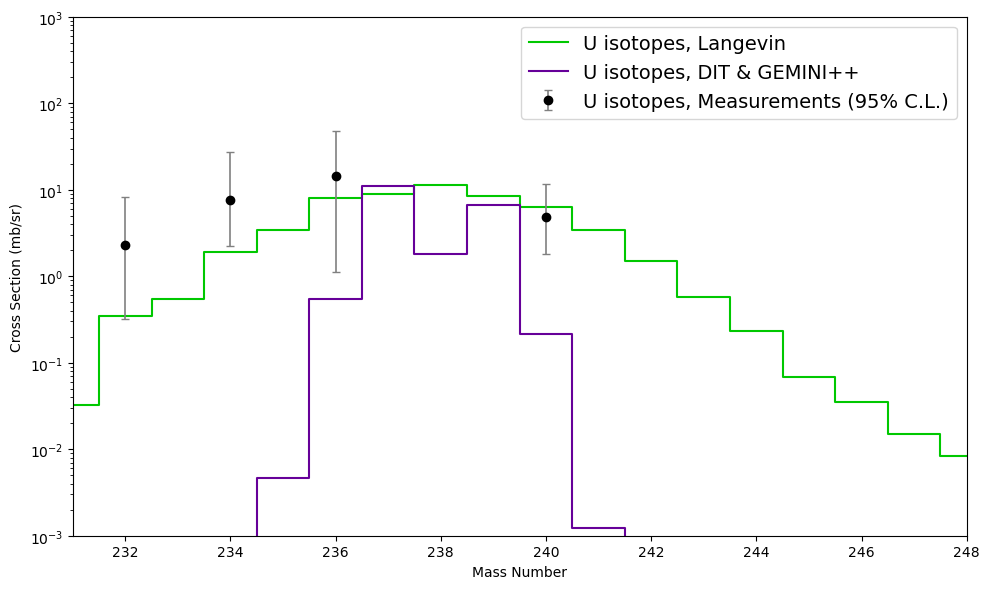 U isotopes, Langevin
U isotopes, DIT & GEMINI++
U isotopes, Measurements (95% C.L.)
Cross Section (mb/sr)
10³
10²
10¹
10⁰
10⁻¹
10⁻²
10⁻³
232 234 236 238 240 242 244 246 248
Mass Number